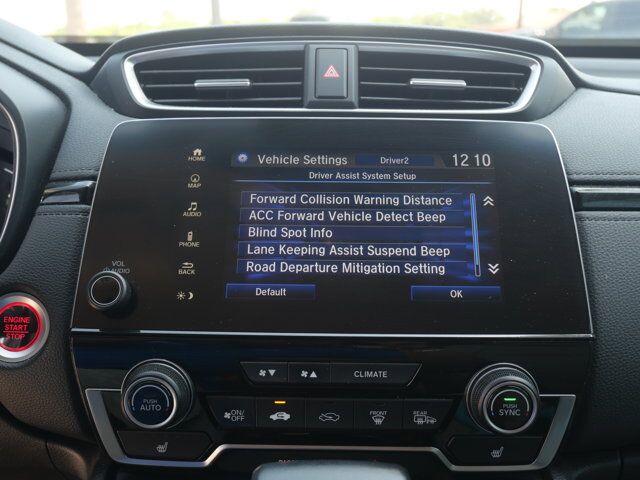 HOME
Vehicle Settings Driver2 12 10
Driver Assist System Setup
MAP
Forward Collision Warning Distance
ACC Forward Vehicle Detect Beep
AUDIO
Blind Spot Info
PHONE
Lane Keeping Assist Suspend Beep
Road Departure Mitigation Setting
BACK
VOL
AUDIO
Default OK
ENGINE
START
STOP
CLIMATE
PUSH
AUTO
PUSH
SYNC
ON/
OFF
FRONT
REAR